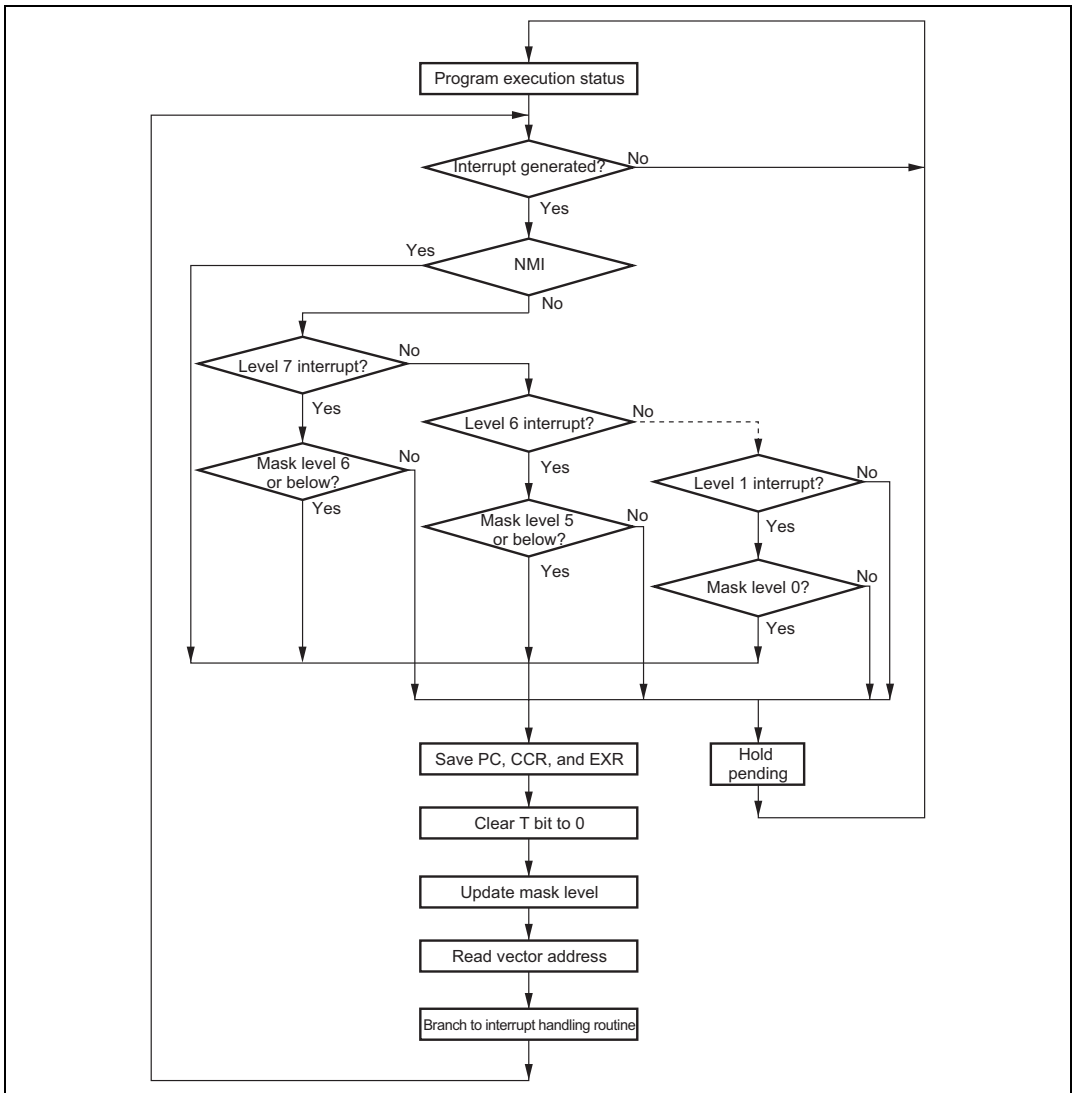 Program execution status
Interrupt generated?
No
Yes
Yes
NMI
No
Level 7 interrupt?
No
Yes
Level 6 interrupt?
No
Yes
Mask level 6
or below?
No
Yes
Level 1 interrupt?
No
Yes
Mask level 5
or below?
No
Yes
Mask level 0?
No
Yes
Save PC, CCR, and EXR
Hold
pending
Clear T bit to 0
Update mask level
Read vector address
Branch to interrupt handling routine